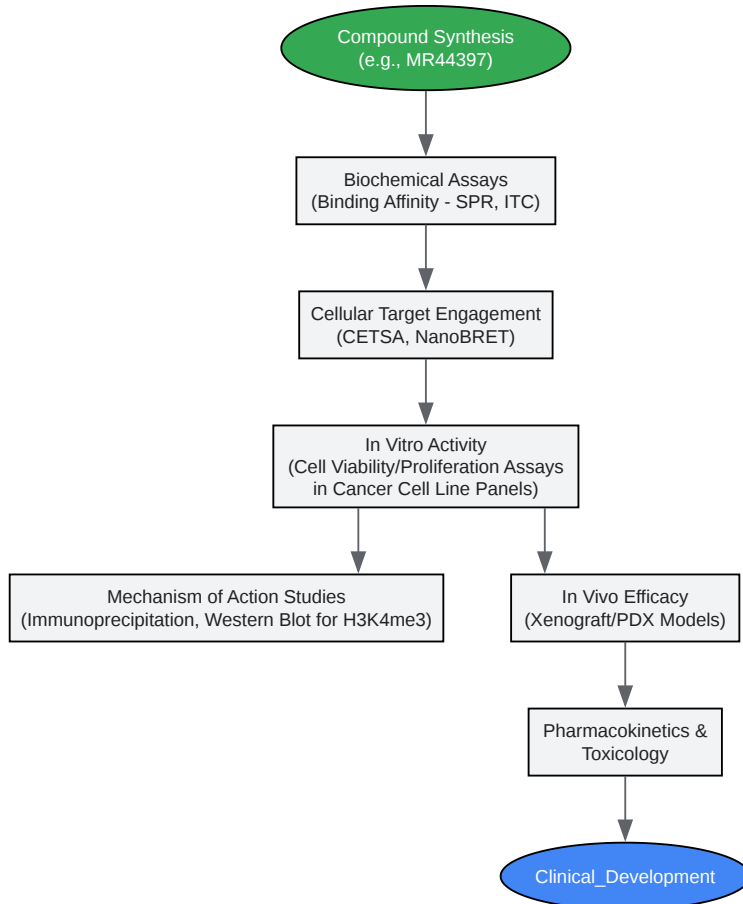 Compound Synthesis
(e.g., MR44397)
Biochemical Assays
(Binding Affinity - SPR, ITC)
Cellular Target Engagement
(CETSA, NanoBRET)
In Vitro Activity
(Cell Viability/Proliferation Assays
in Cancer Cell Line Panels)
Mechanism of Action Studies
(Immunoprecipitation, Western Blot for H3K4me3)
In Vivo Efficacy
(Xenograft/PDX Models)
Pharmacokinetics &
Toxicology
Clinical_Development